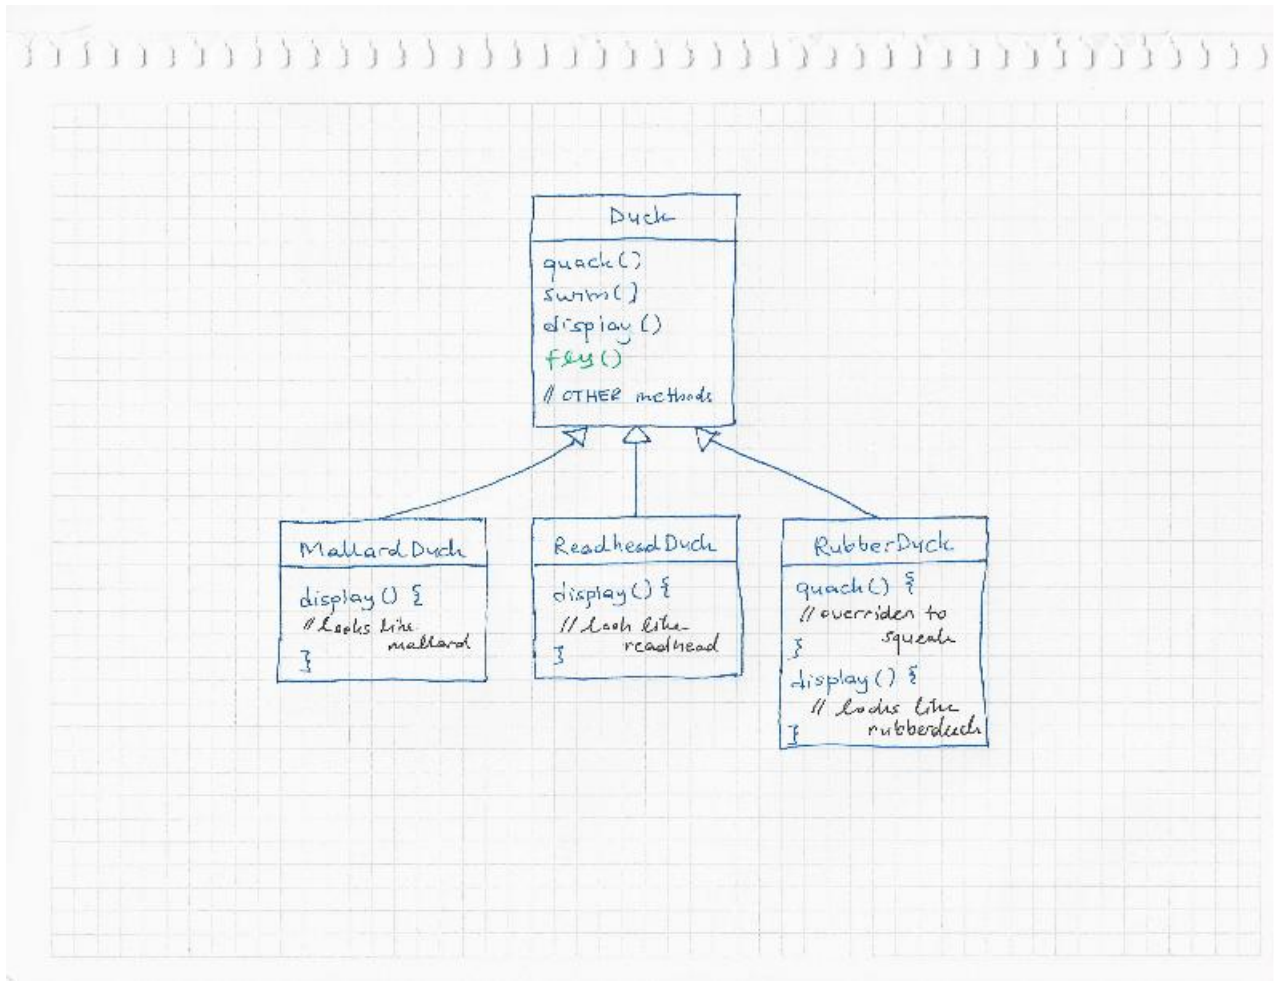 Duck
quack()
swim()
display()
fly()
// OTHER methods
MallardDuck
display() {
// looks like
mallard
}
ReadheadDuck
display() {
// look like
readhead
}
RubberDuck
quack() {
// overriden to
squeak
}
display() {
// looks like
rubberduck
}